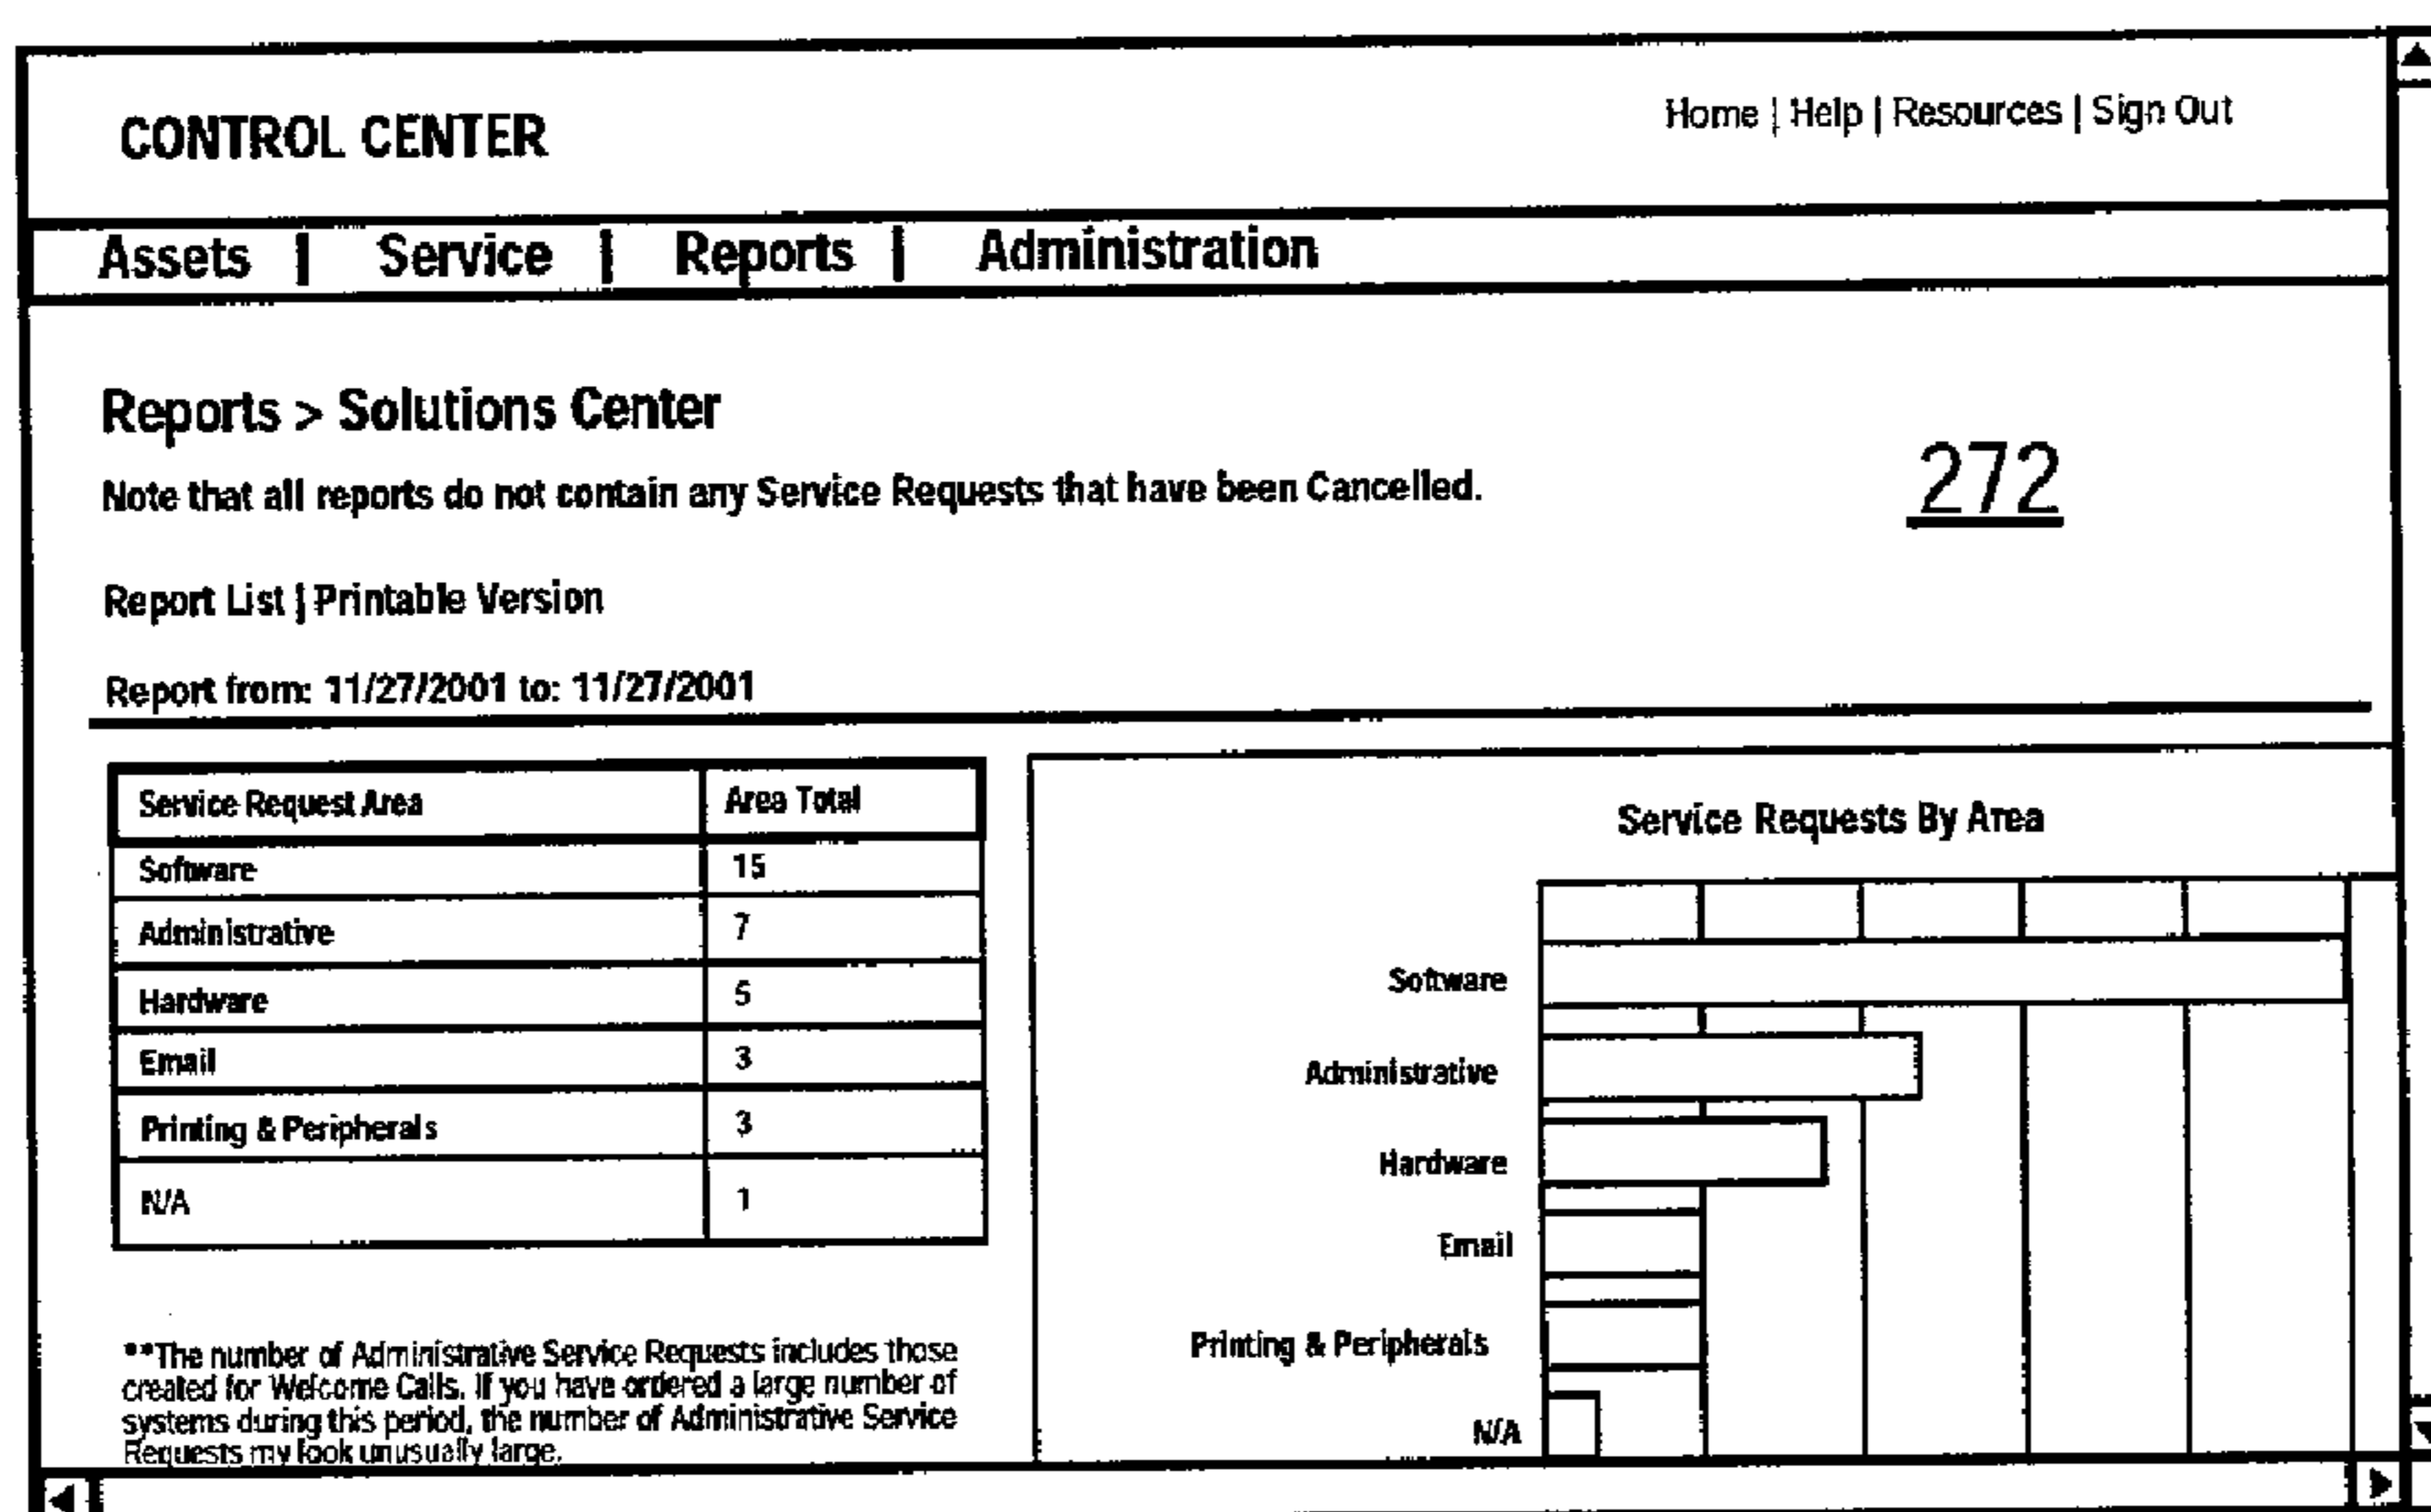 CONTROL CENTER
Home | Help | Resources | Sign Out
Assets | Service | Reports | Administration
Reports > Solutions Center
272
Note that all reports do not contain any Service Requests that have been Cancelled.
Report List | Printable Version
Report from: 11/27/2001 to: 11/27/2001
Service Request Area Area Total
Software 15
Administrative 7
Hardware 5
Email 3
Printing & Peripherals 3
N/A 1
**The number of Administrative Service Requests includes those
created for Welcome Calls. If you have ordered a large number of
systems during this period, the number of Administrative Service
Requests my look unusually large.
Service Requests By Area
Software
Administrative
Hardware
Email
Printing & Peripherals
N/A